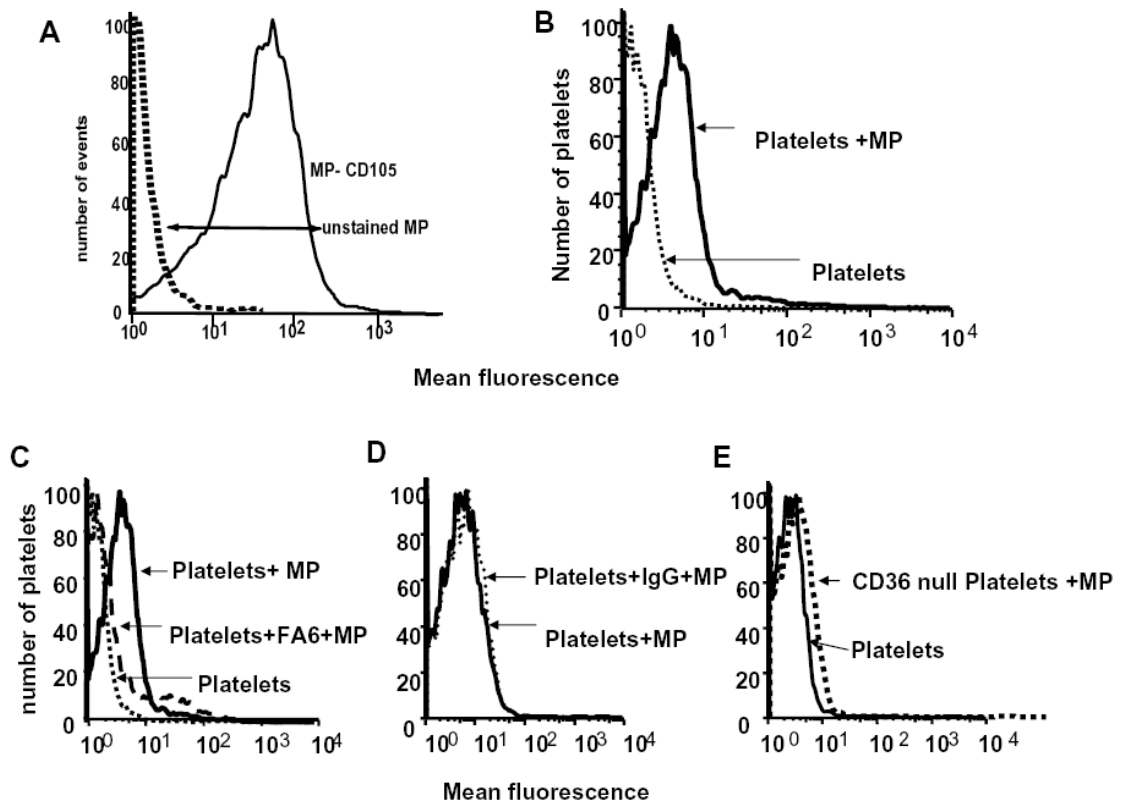 A
number of events
100
80
60
40
20
0
MP- CD105
unstained MP
10^0 10^1 10^2 10^3
B
Number of platelets
100
80
60
40
20
0
Platelets +MP
Platelets
10^0 10^1 10^2 10^3 10^4
Mean fluorescence
C
number of platelets
100
80
60
40
20
0
Platelets+ MP
Platelets+FA6+MP
Platelets
10^0 10^1 10^2 10^3 10^4
D
100
80
60
40
20
0
Platelets+IgG+MP
Platelets+MP
10^0 10^1 10^2 10^3 10^4
E
100
80
60
40
20
0
CD36 null Platelets +MP
Platelets
10^0 10^1 10^2 10^3 10^4
Mean fluorescence